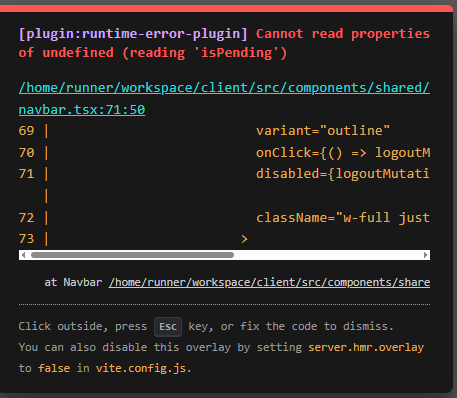 [plugin:runtime-error-plugin] Cannot read properties
of undefined (reading 'isPending')
/home/runner/workspace/client/src/components/shared/
navbar.tsx:71:50
69 | variant="outline"
70 | onClick={() => logoutM
71 | disabled={logoutMutati
|
72 | className="w-full just
73 | >
at Navbar /home/runner/workspace/client/src/components/share
Click outside, press Esc key, or fix the code to dismiss.
You can also disable this overlay by setting server.hmr.overlay
to false in vite.config.js.